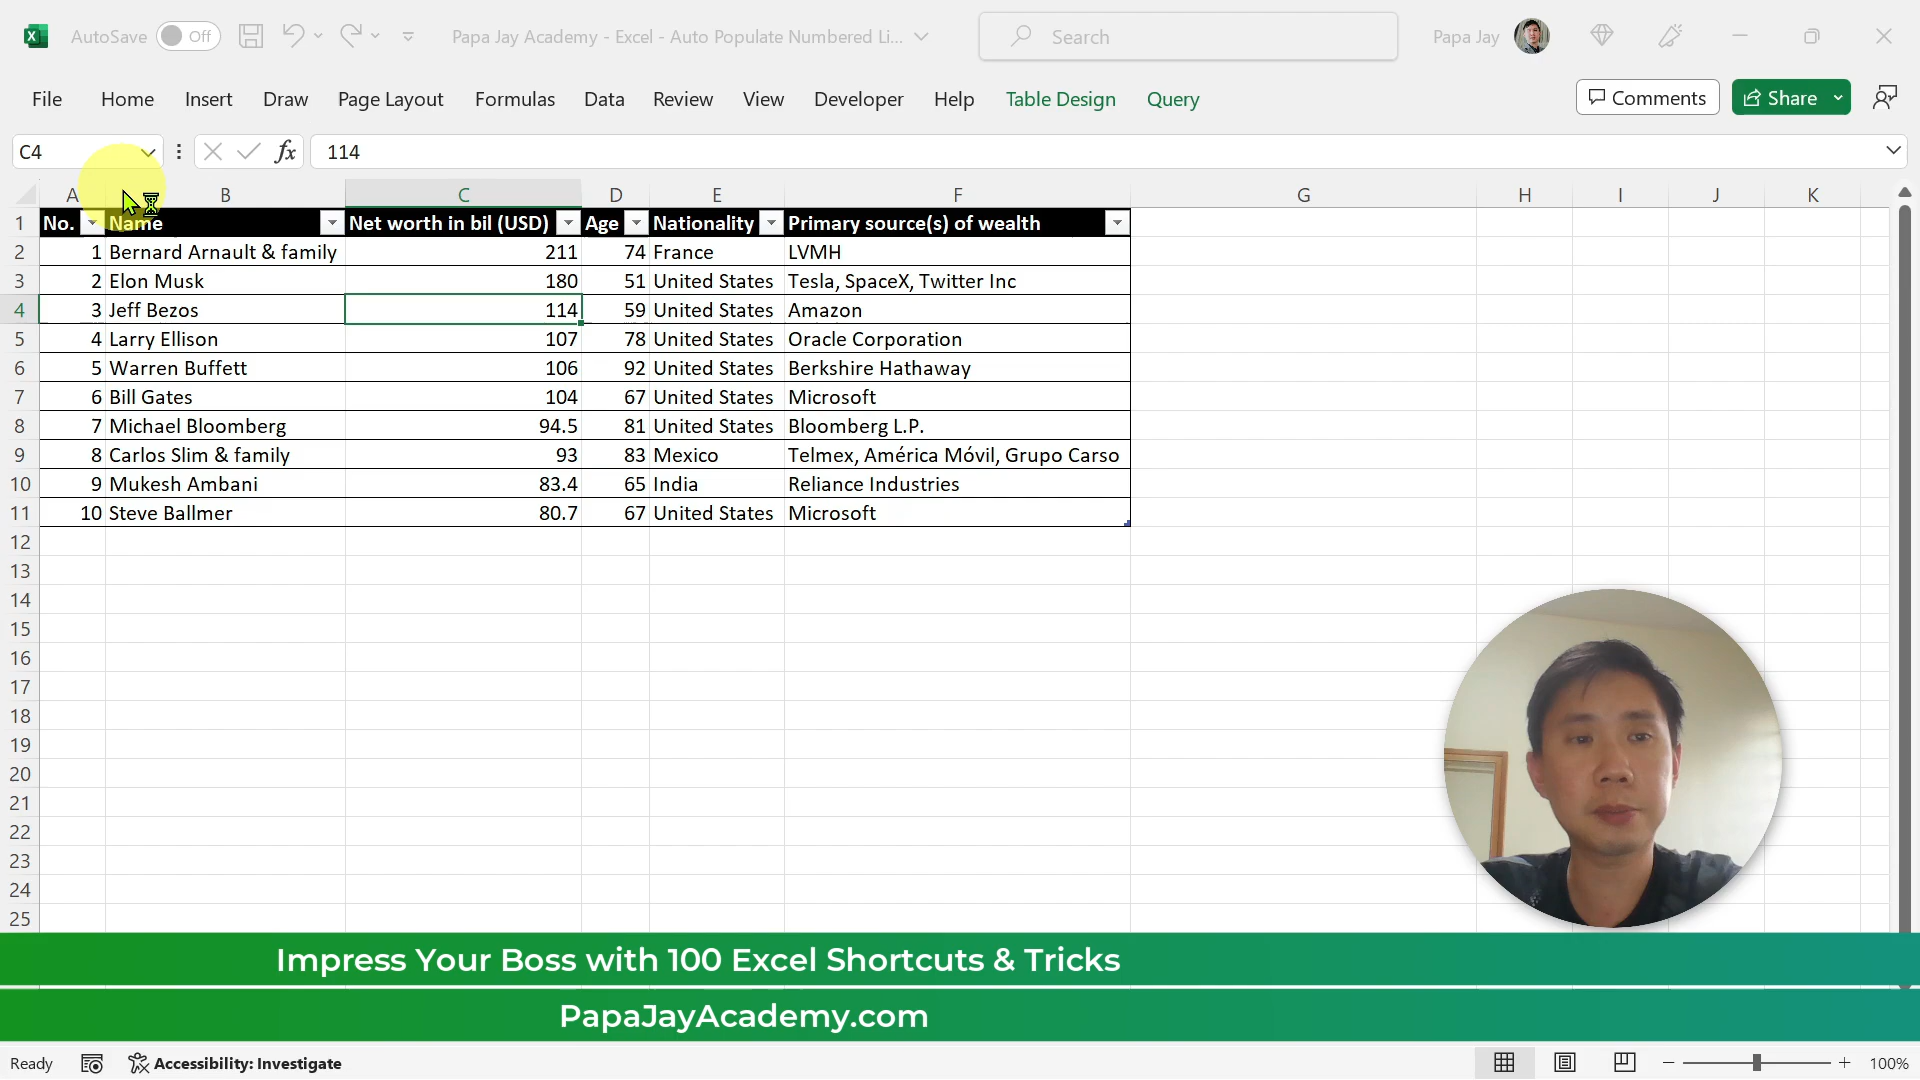 AutoSave Off Papa Jay Academy - Excel - Auto Populate Numbered Li... Search Papa Jay
File Home Insert Draw Page Layout Formulas Data Review View Developer Help Table Design Query Comments Share
C4 fx 114
A B C D E F G H I J K
1 No. Name Net worth in bil (USD) Age Nationality Primary source(s) of wealth
2 1 Bernard Arnault & family 211 74 France LVMH
3 2 Elon Musk 180 51 United States Tesla, SpaceX, Twitter Inc
4 3 Jeff Bezos 114 59 United States Amazon
5 4 Larry Ellison 107 78 United States Oracle Corporation
6 5 Warren Buffett 106 92 United States Berkshire Hathaway
7 6 Bill Gates 104 67 United States Microsoft
8 7 Michael Bloomberg 94.5 81 United States Bloomberg L.P.
9 8 Carlos Slim & family 93 83 Mexico Telmex, América Móvil, Grupo Carso
10 9 Mukesh Ambani 83.4 65 India Reliance Industries
11 10 Steve Ballmer 80.7 67 United States Microsoft
12
13
14
15
16
17
18
19
20
21
22
23
24
25
Impress Your Boss with 100 Excel Shortcuts & Tricks
PapaJayAcademy.com
Ready Accessibility: Investigate 100%